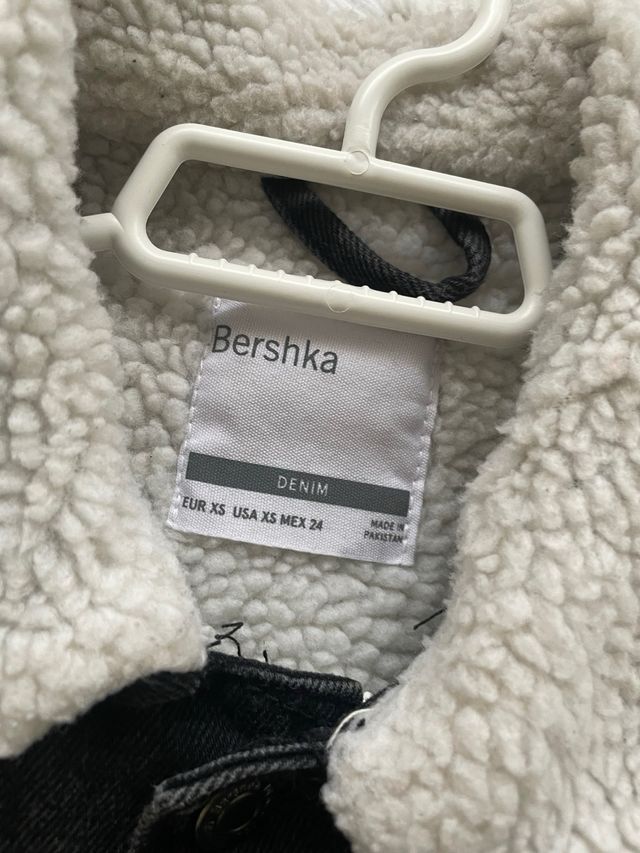 Bershka
DENIM
EUR XS USA XS MEX 24
MADE IN
PAKISTAN